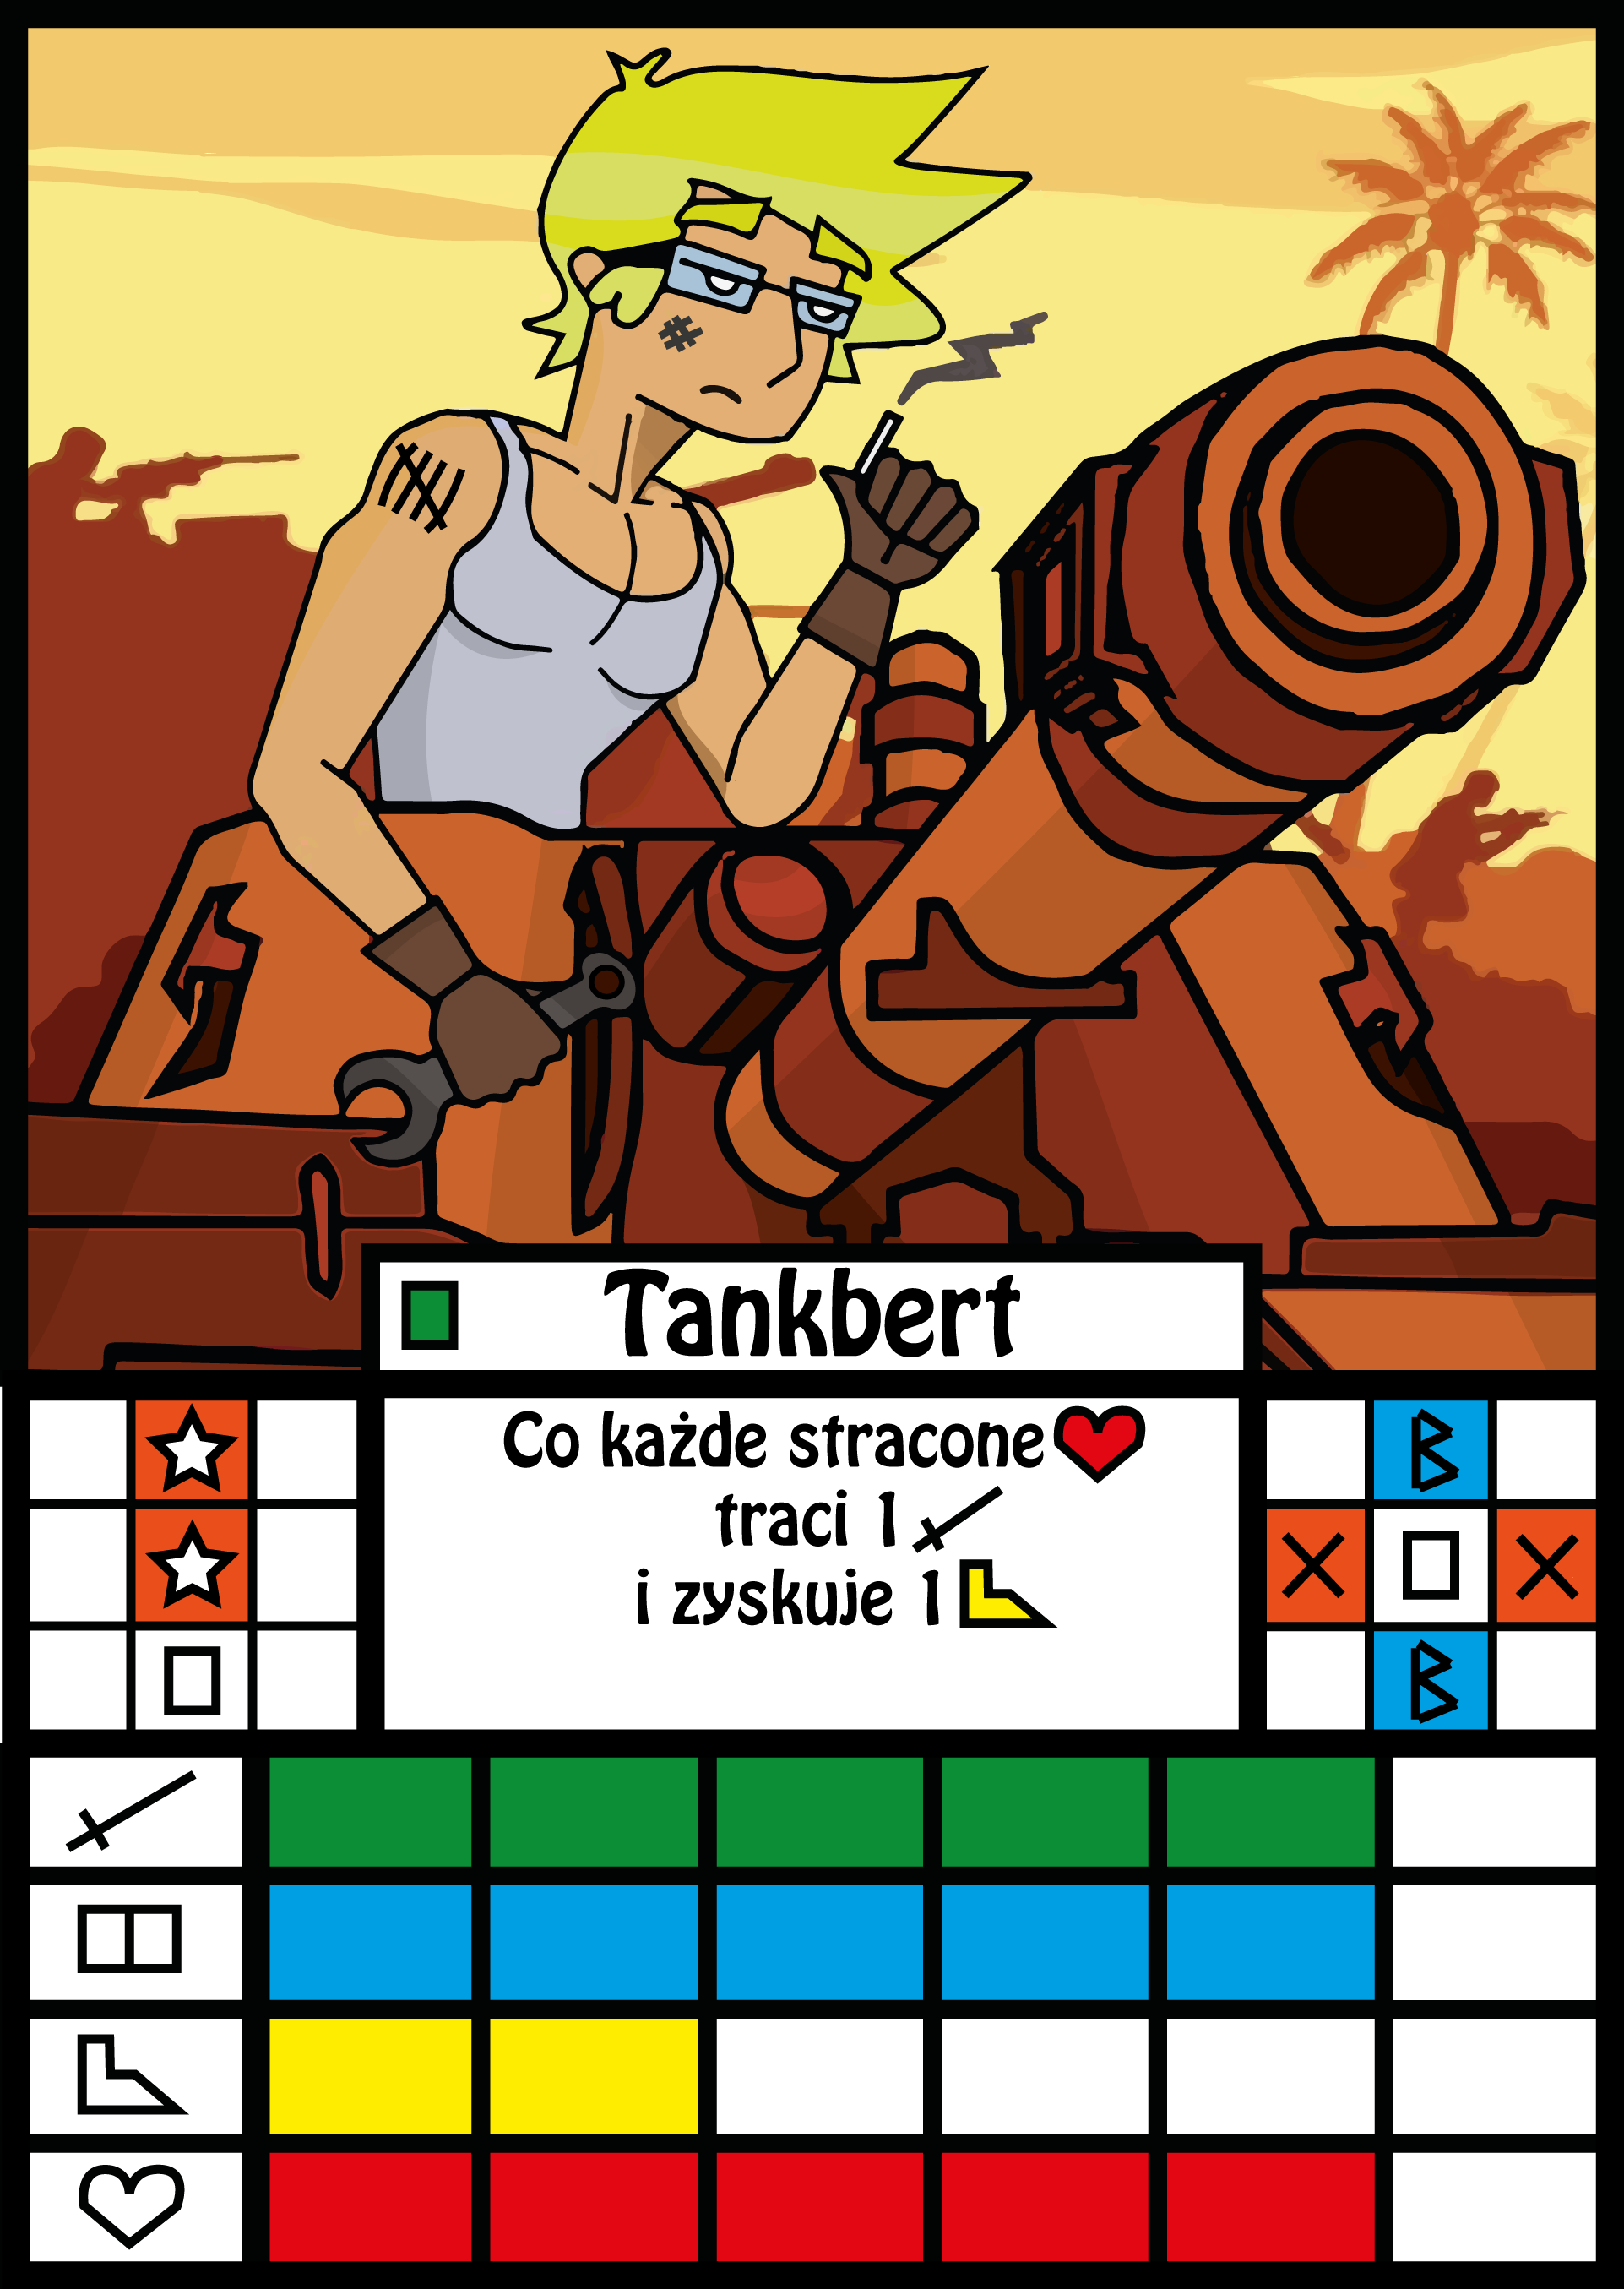 Tankbert
Co każde stracone
traci 1
i zyskuje 1
B
B